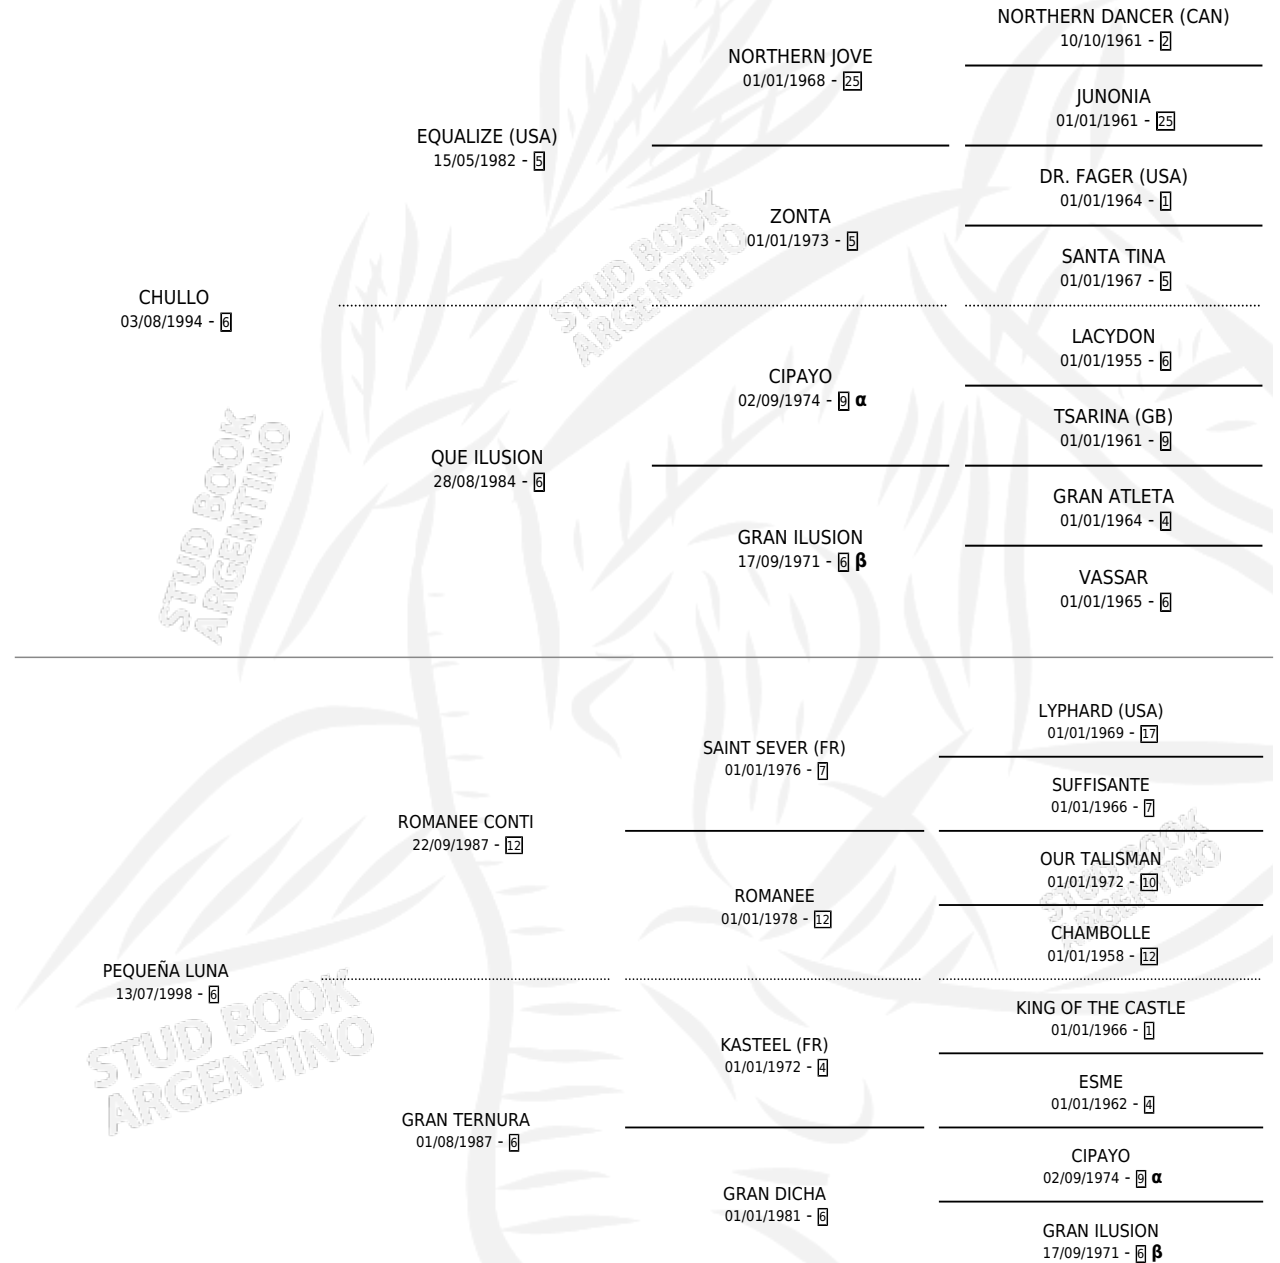 NORTHERN DANCER (CAN)
10/10/1961 - 2
NORTHERN JOVE
01/01/1968 - 25
JUNONIA
01/01/1961 - 25
EQUALIZE (USA)
15/05/1982 - 5
DR. FAGER (USA)
01/01/1964 - 1
ZONTA
01/01/1973 - 5
SANTA TINA
01/01/1967 - 5
CHULLO
03/08/1994 - 6
LACYDON
01/01/1955 - 6
CIPAYO
02/09/1974 - 9 α
TSARINA (GB)
01/01/1961 - 9
QUE ILUSION
28/08/1984 - 6
GRAN ATLETA
01/01/1964 - 4
GRAN ILUSION
17/09/1971 - 6 β
VASSAR
01/01/1965 - 6
LYPHARD (USA)
01/01/1969 - 17
SAINT SEVER (FR)
01/01/1976 - 7
SUFFISANTE
01/01/1966 - 7
ROMANEE CONTI
22/09/1987 - 12
OUR TALISMAN
01/01/1972 - 10
ROMANEE
01/01/1978 - 12
CHAMBOLLE
01/01/1958 - 12
PEQUEÑA LUNA
13/07/1998 - 6
KING OF THE CASTLE
01/01/1966 - 1
KASTEEL (FR)
01/01/1972 - 4
ESME
01/01/1962 - 4
GRAN TERNURA
01/08/1987 - 6
CIPAYO
02/09/1974 - 9 α
GRAN DICHA
01/01/1981 - 6
GRAN ILUSION
17/09/1971 - 6 β
STUD BOOK
ARGENTINO
STUD BOOK
ARGENTINO
STUD BOOK
ARGENTINO
STUD BOOK
ARGENTINO